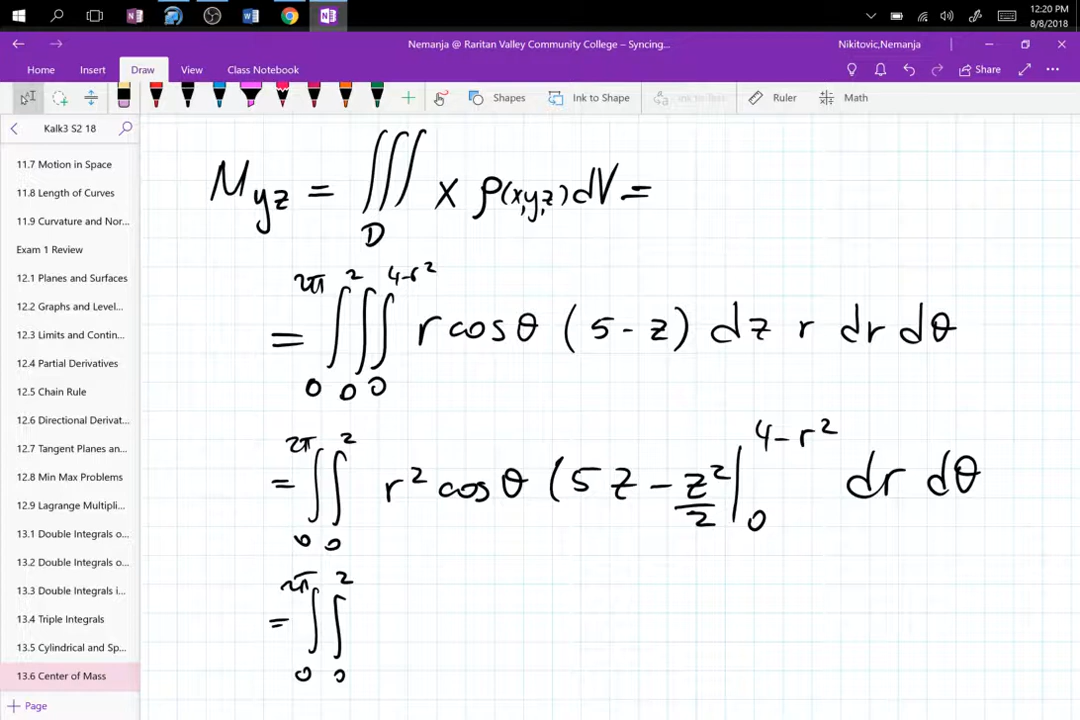 12:20 PM
8/8/2018
Nemanja @ Raritan Valley Community College – Syncing...
Nikitovic,Nemanja
Home Insert Draw View Class Notebook
Share
Shapes Ink to Shape Ink to Text Ruler Math
Kalk3 S2 18
11.7 Motion in Space
11.8 Length of Curves
11.9 Curvature and Nor...
Exam 1 Review
12.1 Planes and Surfaces
12.2 Graphs and Level...
12.3 Limits and Contin...
12.4 Partial Derivatives
12.5 Chain Rule
12.6 Directional Derivat...
12.7 Tangent Planes an...
12.8 Min Max Problems
12.9 Lagrange Multipli...
13.1 Double Integrals o...
13.2 Double Integrals o...
13.3 Double Integrals i...
13.4 Triple Integrals
13.5 Cylindrical and Sp...
13.6 Center of Mass
+ Page
M_yz = ∭_D x ρ(x,y,z) dV =
= ∫_0^2π ∫_0^2 ∫_0^4-r² r cosθ (5 - z) dz r dr dθ
= ∫_0^2π ∫_0^2 r² cosθ (5z - z²/2 |_0^4-r² dr dθ
= ∫_0^2π ∫_0^2